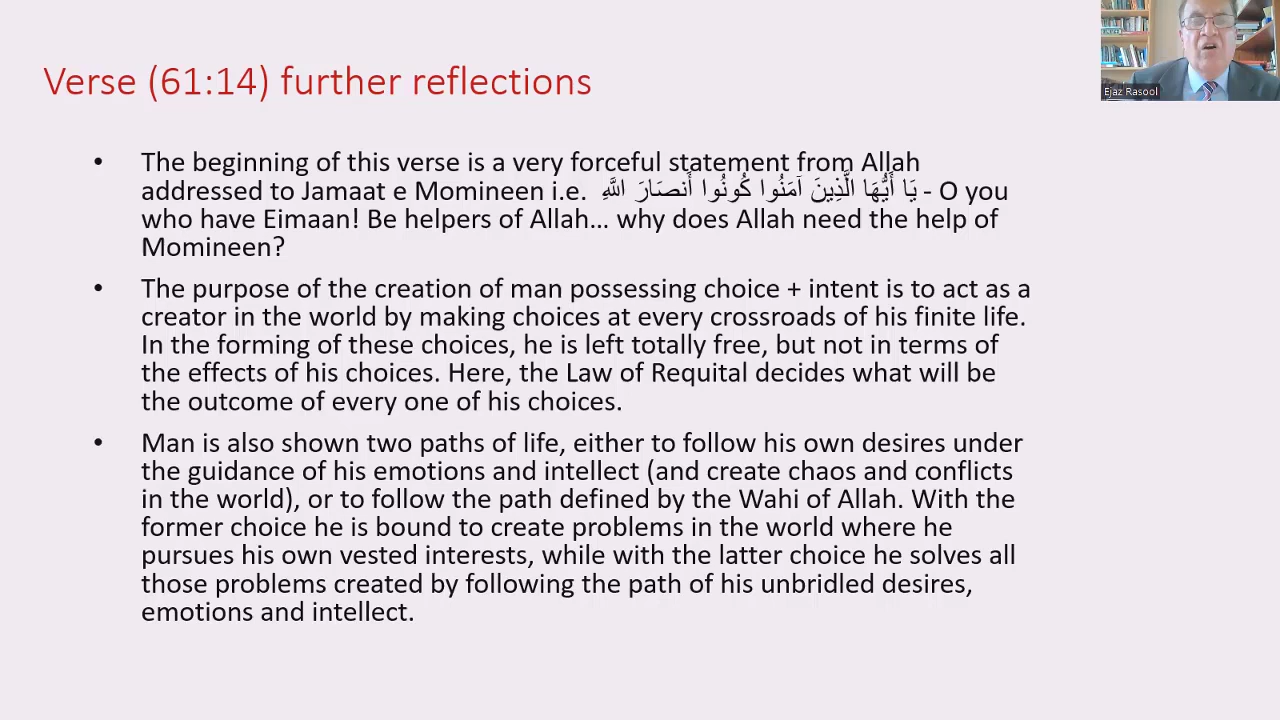 Verse (61:14) further reflections
Ejaz Rasool
• The beginning of this verse is a very forceful statement from Allah
addressed to Jamaat e Momineen i.e. يَا أَيُّهَا الَّذِينَ آمَنُوا كُونُوا أَنصَارَ اللَّهِ - O you
who have Eimaan! Be helpers of Allah… why does Allah need the help of
Momineen?
• The purpose of the creation of man possessing choice + intent is to act as a
creator in the world by making choices at every crossroads of his finite life.
In the forming of these choices, he is left totally free, but not in terms of
the effects of his choices. Here, the Law of Requital decides what will be
the outcome of every one of his choices.
• Man is also shown two paths of life, either to follow his own desires under
the guidance of his emotions and intellect (and create chaos and conflicts
in the world), or to follow the path defined by the Wahi of Allah. With the
former choice he is bound to create problems in the world where he
pursues his own vested interests, while with the latter choice he solves all
those problems created by following the path of his unbridled desires,
emotions and intellect.